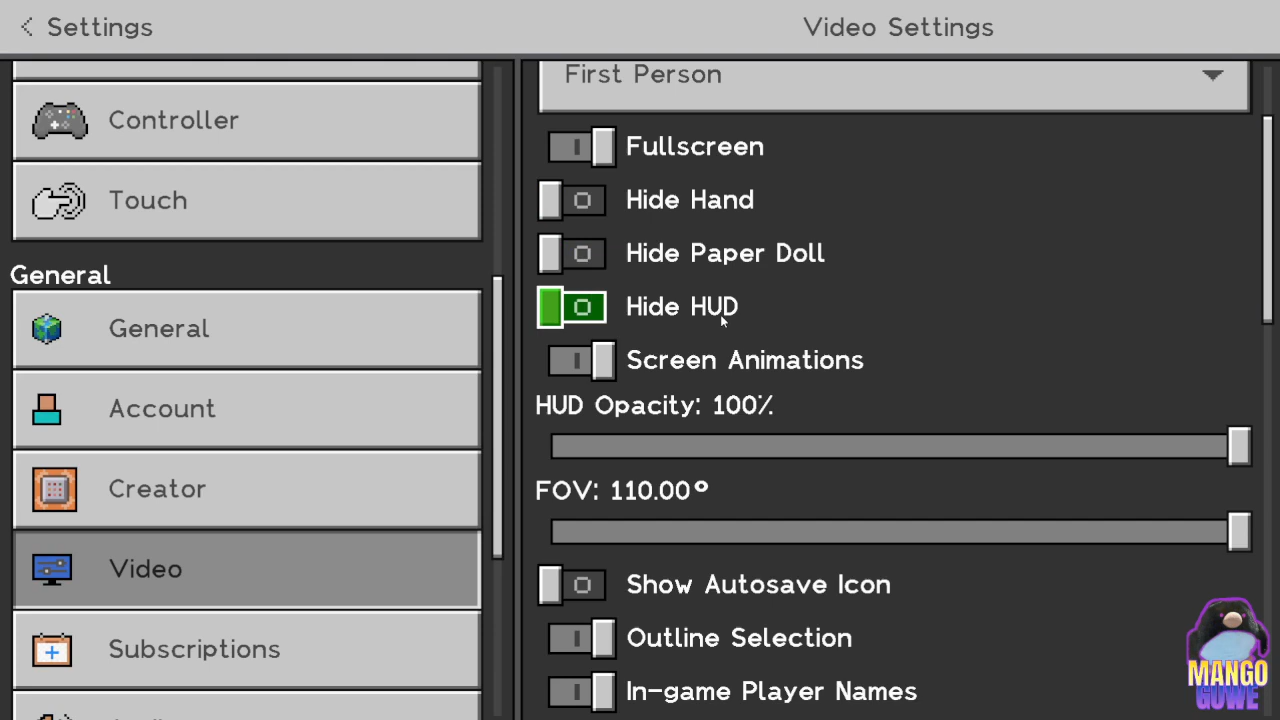 Settings
Video Settings
Controller
Touch
General
General
Account
Creator
Video
Subscriptions
First Person
Fullscreen
Hide Hand
Hide Paper Doll
Hide HUD
Screen Animations
HUD Opacity: 100%
FOV: 110.00°
Show Autosave Icon
Outline Selection
In-game Player Names
MANGO
GUWE